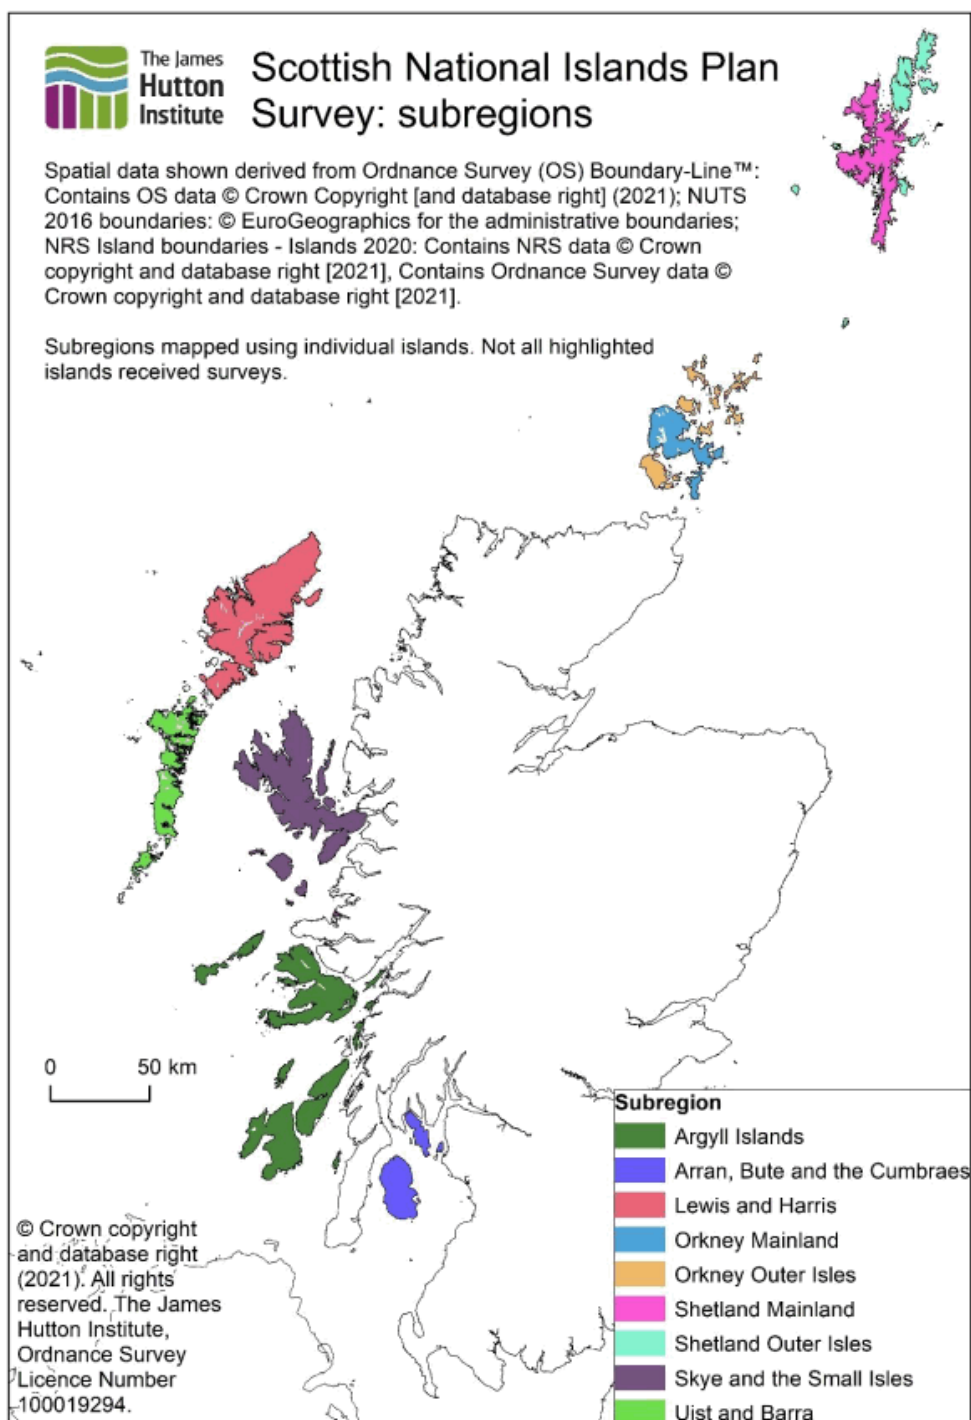 The James
Hutton
Institute
Scottish National Islands Plan
Survey: subregions
Spatial data shown derived from Ordnance Survey (OS) Boundary-Line™:
Contains OS data © Crown Copyright [and database right] (2021); NUTS
2016 boundaries: © EuroGeographics for the administrative boundaries;
NRS Island boundaries - Islands 2020: Contains NRS data © Crown
copyright and database right [2021], Contains Ordnance Survey data ©
Crown copyright and database right [2021].
Subregions mapped using individual islands. Not all highlighted
islands received surveys.
0 50 km
Subregion
Argyll Islands
Arran, Bute and the Cumbraes
Lewis and Harris
Orkney Mainland
Orkney Outer Isles
Shetland Mainland
Shetland Outer Isles
Skye and the Small Isles
Uist and Barra
© Crown copyright
and database right
(2021). All rights
reserved. The James
Hutton Institute,
Ordnance Survey
Licence Number
100019294.